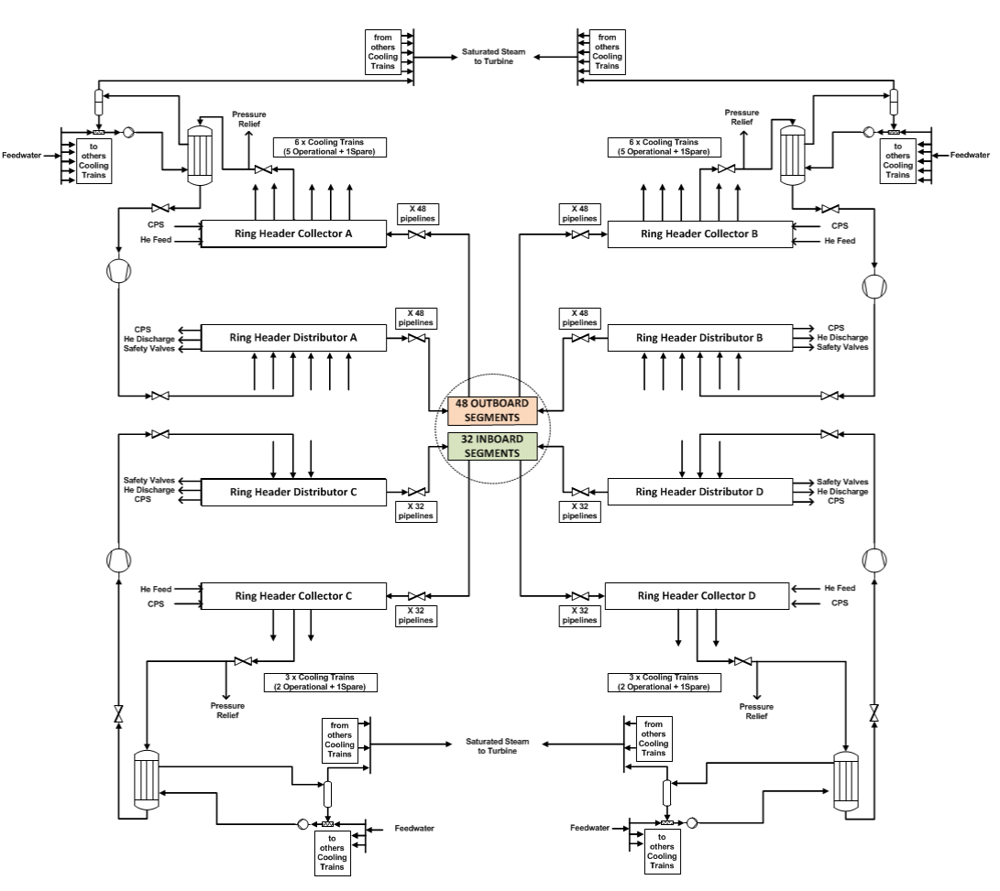 from
others
Cooling
Trains
Saturated Steam
to Turbine
from
others
Cooling
Trains
Pressure
Relief
Pressure
Relief
6 x Cooling Trains
(5 Operational + 1Spare)
6 x Cooling Trains
(5 Operational + 1Spare)
Feedwater
to
others
Cooling
Trains
to
others
Cooling
Trains
Feedwater
X 48
pipelines
X 48
pipelines
CPS
He Feed
Ring Header Collector A
Ring Header Collector B
CPS
He Feed
X 48
pipelines
X 48
pipelines
CPS
He Discharge
Safety Valves
Ring Header Distributor A
Ring Header Distributor B
CPS
He Discharge
Safety Valves
48 OUTBOARD
SEGMENTS
32 INBOARD
SEGMENTS
Safety Valves
He Discharge
CPS
Ring Header Distributor C
Ring Header Distributor D
Safety Valves
He Discharge
CPS
X 32
pipelines
X 32
pipelines
He Feed
CPS
Ring Header Collector C
Ring Header Collector D
He Feed
CPS
X 32
pipelines
X 32
pipelines
3 x Cooling Trains
(2 Operational + 1Spare)
3 x Cooling Trains
(2 Operational + 1Spare)
Pressure
Relief
Pressure
Relief
from
others
Cooling
Trains
Saturated Steam
to Turbine
from
others
Cooling
Trains
Feedwater
Feedwater
to
others
Cooling
Trains
to
others
Cooling
Trains